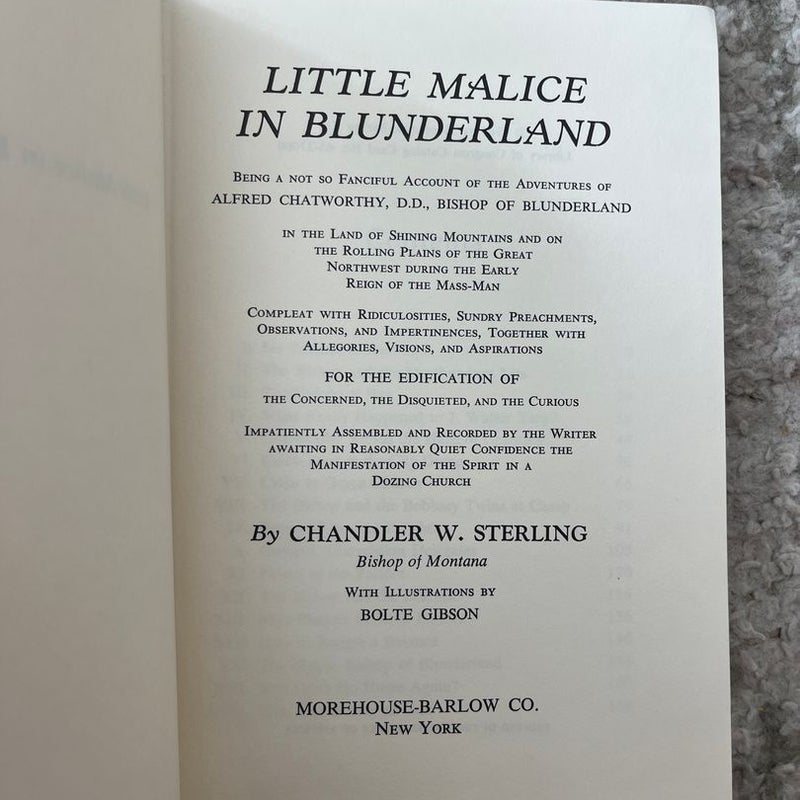 LITTLE MALICE
IN BLUNDERLAND
BEING A NOT SO FANCIFUL ACCOUNT OF THE ADVENTURES OF
ALFRED CHATWORTHY, D.D., BISHOP OF BLUNDERLAND
IN THE LAND OF SHINING MOUNTAINS AND ON
THE ROLLING PLAINS OF THE GREAT
NORTHWEST DURING THE EARLY
REIGN OF THE MASS-MAN
COMPLEAT WITH RIDICULOSITIES, SUNDRY PREACHMENTS,
OBSERVATIONS, AND IMPERTINENCES, TOGETHER WITH
ALLEGORIES, VISIONS, AND ASPIRATIONS
FOR THE EDIFICATION OF
THE CONCERNED, THE DISQUIETED, AND THE CURIOUS
IMPATIENTLY ASSEMBLED AND RECORDED BY THE WRITER
AWAITING IN REASONABLY QUIET CONFIDENCE THE
MANIFESTATION OF THE SPIRIT IN A
DOZING CHURCH
By CHANDLER W. STERLING
Bishop of Montana
WITH ILLUSTRATIONS BY
BOLTE GIBSON
MOREHOUSE-BARLOW CO.
NEW YORK